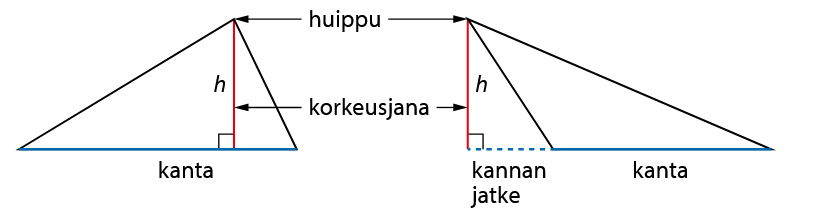 huippu
h
h
korkeusjana
kanta
kannan
jatke
kanta